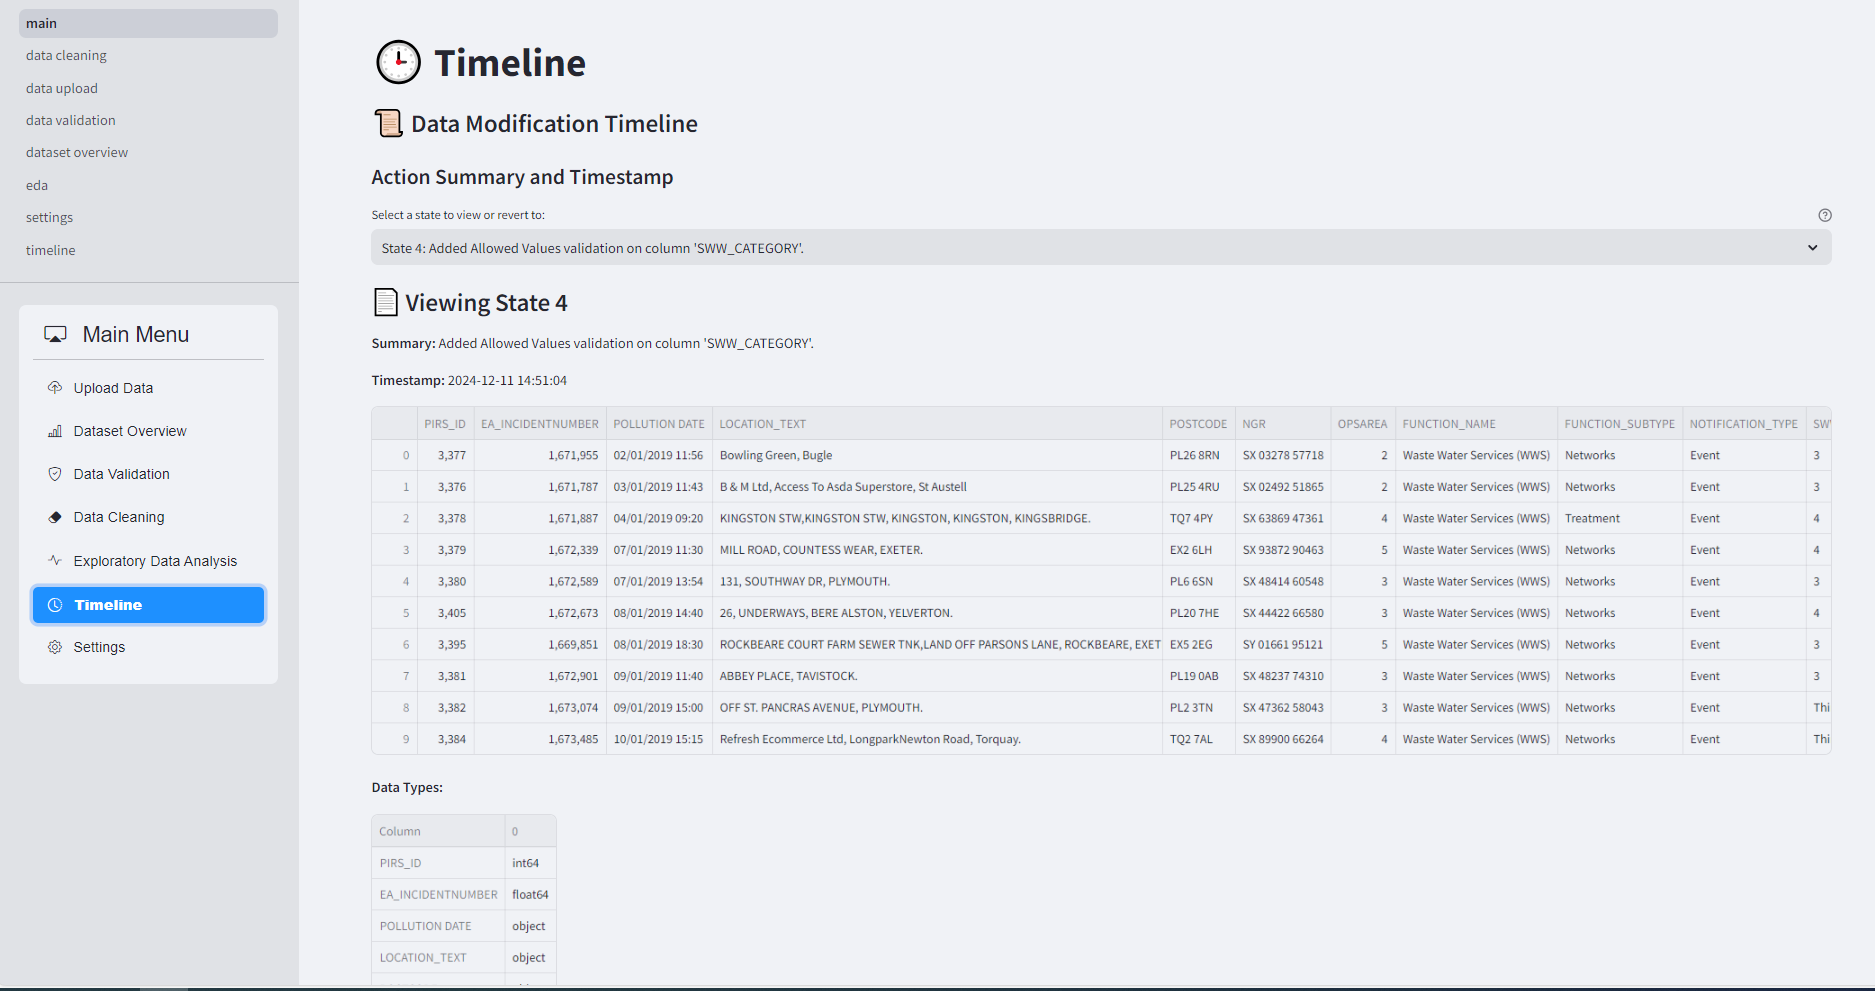 main
data cleaning
data upload
data validation
dataset overview
eda
settings
timeline
Main Menu
Upload Data
Dataset Overview
Data Validation
Data Cleaning
Exploratory Data Analysis
Timeline
Settings
Timeline
Data Modification Timeline
Action Summary and Timestamp
Select a state to view or revert to:
State 4: Added Allowed Values validation on column 'SWW_CATEGORY'.
Viewing State 4
Summary: Added Allowed Values validation on column 'SWW_CATEGORY'.
Timestamp: 2024-12-11 14:51:04
PIRS_ID EA_INCIDENTNUMBER POLLUTION DATE LOCATION_TEXT POSTCODE NGR OPSAREA FUNCTION_NAME FUNCTION_SUBTYPE NOTIFICATION_TYPE
0 3,377 1,671,955 02/01/2019 11:56 Bowling Green, Bugle PL26 8RN SX 03278 57718 2 Waste Water Services (WWS) Networks Event 3
1 3,376 1,671,787 03/01/2019 11:43 B & M Ltd, Access To Asda Superstore, St Austell PL25 4RU SX 02492 51865 2 Waste Water Services (WWS) Networks Event 3
2 3,378 1,671,887 04/01/2019 09:20 KINGSTON STW,KINGSTON STW, KINGSTON, KINGSTON, KINGSBRIDGE. TQ7 4PY SX 63869 47361 4 Waste Water Services (WWS) Treatment Event 4
3 3,379 1,672,339 07/01/2019 11:30 MILL ROAD, COUNTESS WEAR, EXETER. EX2 6LH SX 93872 90463 5 Waste Water Services (WWS) Networks Event 4
4 3,380 1,672,589 07/01/2019 13:54 131, SOUTHWAY DR, PLYMOUTH. PL6 6SN SX 48414 60548 3 Waste Water Services (WWS) Networks Event 3
5 3,405 1,672,673 08/01/2019 14:40 26, UNDERWAYS, BERE ALSTON, YELVERTON. PL20 7HE SX 44422 66580 3 Waste Water Services (WWS) Networks Event 4
6 3,395 1,669,851 08/01/2019 18:30 ROCKBEARE COURT FARM SEWER TNK,LAND OFF PARSONS LANE, ROCKBEARE, EXET EX5 2EG SY 01661 95121 5 Waste Water Services (WWS) Networks Event 3
7 3,381 1,672,901 09/01/2019 11:40 ABBEY PLACE, TAVISTOCK. PL19 0AB SX 48237 74310 3 Waste Water Services (WWS) Networks Event 3
8 3,382 1,673,074 09/01/2019 15:00 OFF ST. PANCRAS AVENUE, PLYMOUTH. PL2 3TN SX 47362 58043 3 Waste Water Services (WWS) Networks Event Thi
9 3,384 1,673,485 10/01/2019 15:15 Refresh Ecommerce Ltd, LongparkNewton Road, Torquay. TQ2 7AL SX 89900 66264 4 Waste Water Services (WWS) Networks Event Thi
Data Types:
Column 0
PIRS_ID int64
EA_INCIDENTNUMBER float64
POLLUTION DATE object
LOCATION_TEXT object